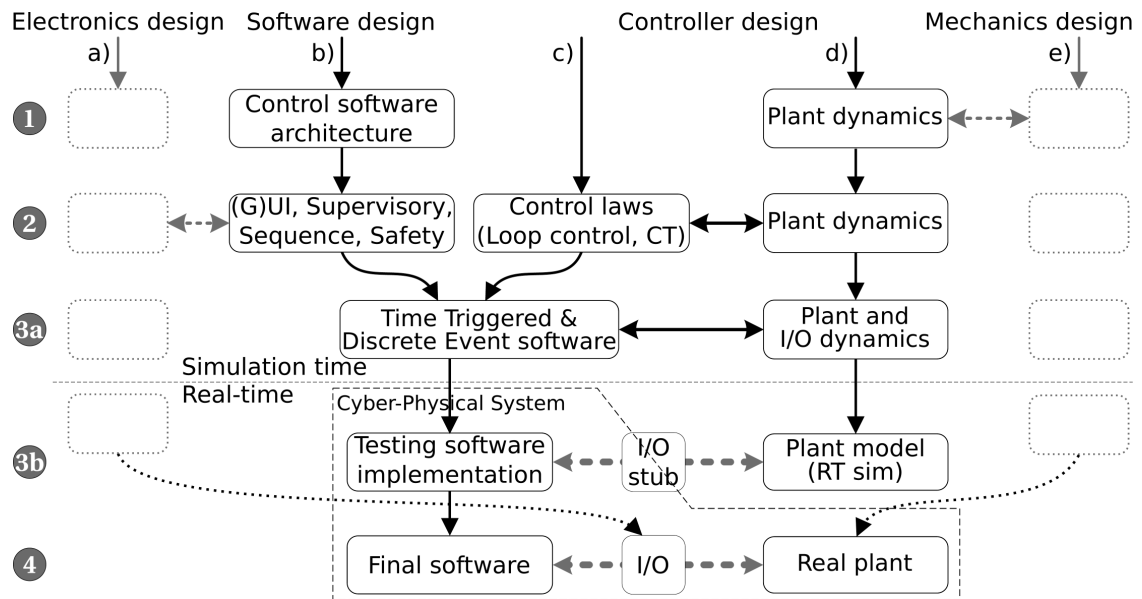 Electronics design
Software design
Controller design
Mechanics design
a)
b)
c)
d)
e)
1
Control software
architecture
Plant dynamics
2
(G)UI, Supervisory,
Sequence, Safety
Control laws
(Loop control, CT)
Plant dynamics
3a
Time Triggered &
Discrete Event software
Plant and
I/O dynamics
Simulation time
Real-time
Cyber-Physical System
3b
Testing software
implementation
I/O
stub
Plant model
(RT sim)
4
Final software
I/O
Real plant